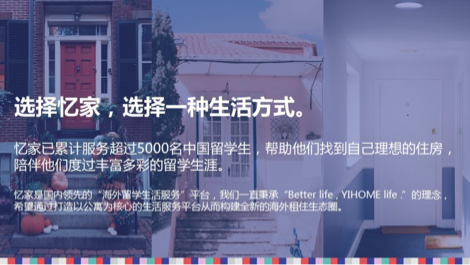 选择忆家，选择一种生活方式。
忆家已累计服务超过5000名中国留学生，帮助他们找到自己理想的住房，
陪伴他们度过丰富多彩的留学生涯。
忆家是国内领先的“海外留学生活服务”平台，我们一直秉承“Better life , YIHOME life .”的理念，
希望通过打造以公寓为核心的生活服务平台从而构建全新的海外租住生态圈。